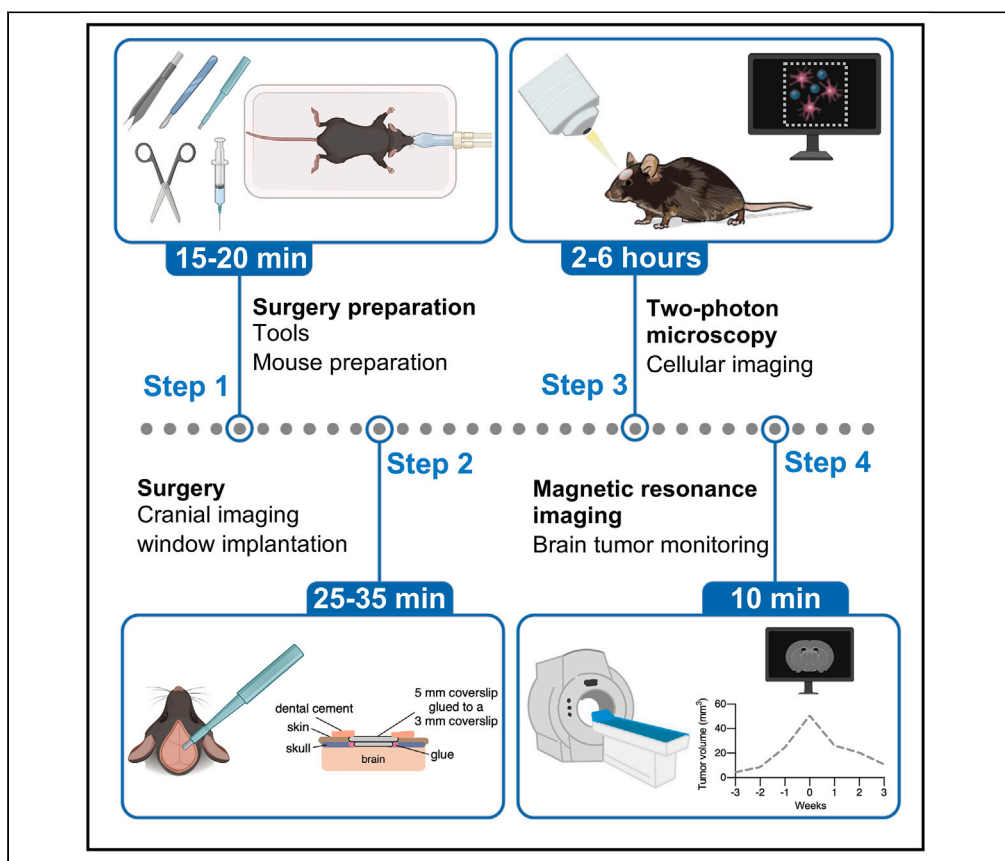 15-20 min
Surgery preparation
Tools
Mouse preparation
Step 1
2-6 hours
Two-photon
microscopy
Cellular imaging
Step 3
Step 2
Surgery
Cranial imaging
window implantation
25-35 min
Step 4
Magnetic resonance
imaging
Brain tumor monitoring
10 min
dental cement
skin
skull
brain
5 mm coverslip
glued to a
3 mm coverslip
glue
Tumor volume (mm³)
60
40
20
0
-3 -2 -1 0 1 2 3
Weeks